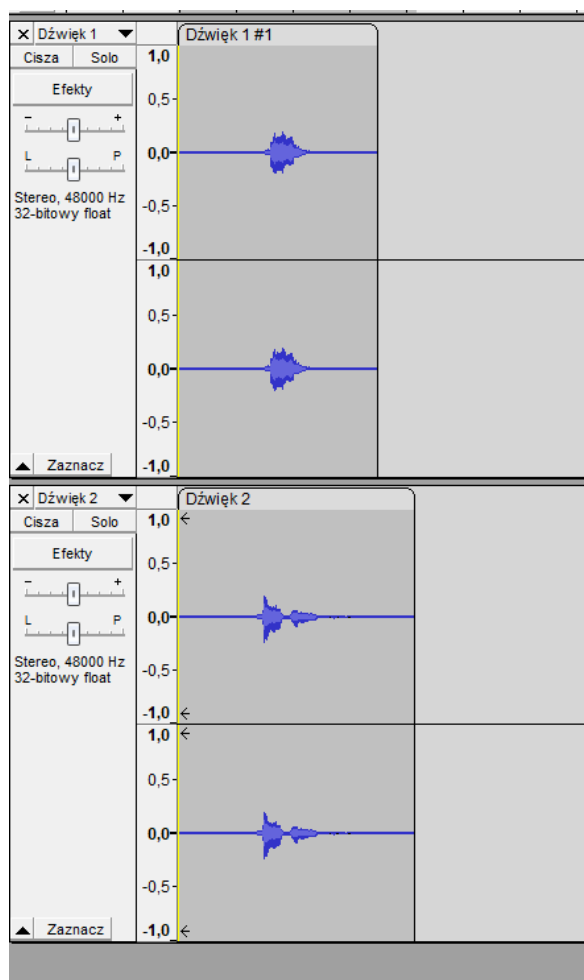 Dźwięk 1
Dźwięk 1 #1
Cisza Solo
Efekty
- +
L P
Stereo, 48000 Hz
32-bitowy float
Zaznacz
1,0
0,5
0,0
-0,5
-1,0
1,0
0,5
0,0
-0,5
-1,0
Dźwięk 2
Dźwięk 2
Cisza Solo
Efekty
- +
L P
Stereo, 48000 Hz
32-bitowy float
Zaznacz
1,0
0,5
0,0
-0,5
-1,0
1,0
0,5
0,0
-0,5
-1,0